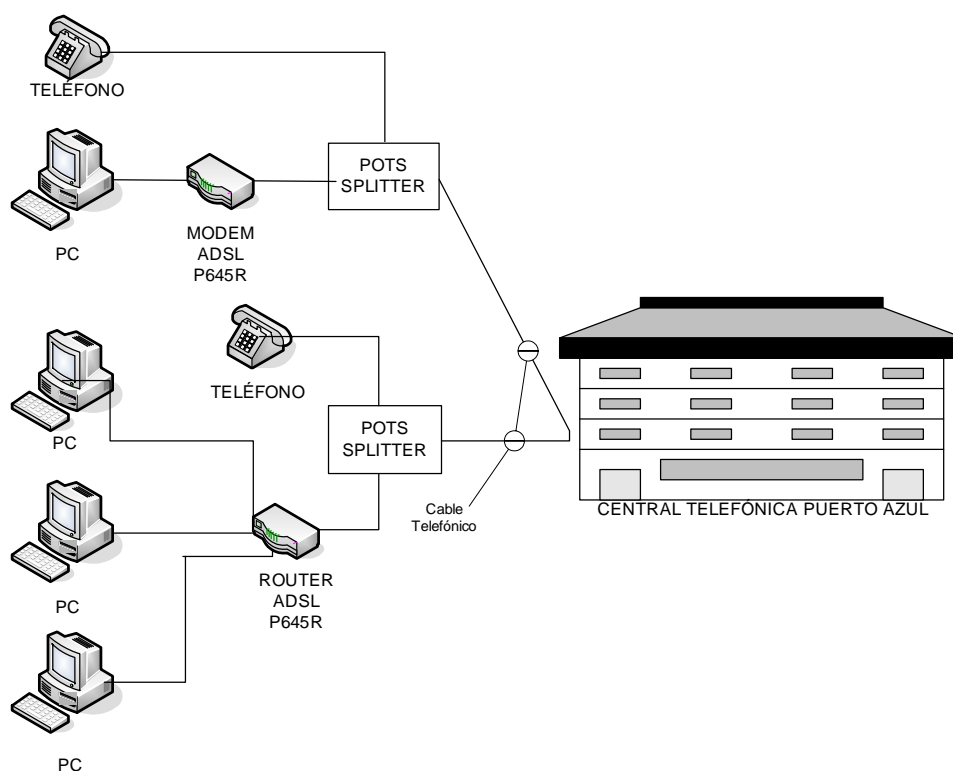 TELÉFONO
POTS
SPLITTER
PC
MODEM
ADSL
P645R
TELÉFONO
PC
POTS
SPLITTER
Cable
Telefónico
CENTRAL TELEFÓNICA PUERTO AZUL
PC
ROUTER
ADSL
P645R
PC